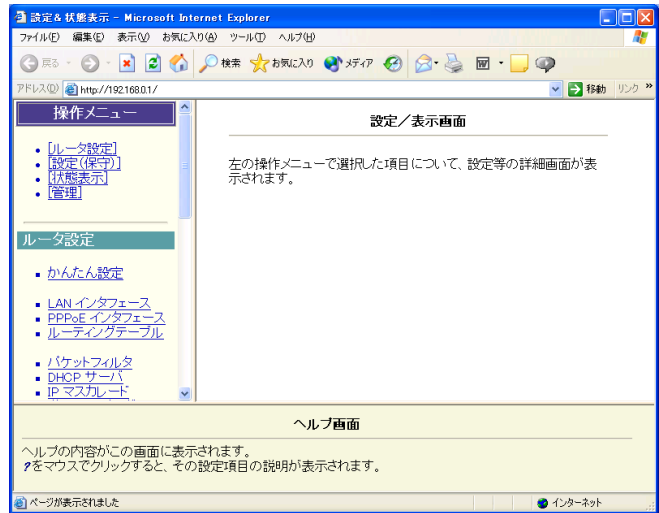 設定& 状態表示 - Microsoft Internet Explorer
ファイル(F) 編集(E) 表示(V) お気に入り(A) ツール(T) ヘルプ(H)
戻る 検索 お気に入り メディア
アドレス(D) http://192.168.0.1/ 移動 リンク »
操作メニュー
[ルータ設定]
[設定(保守)]
[状態表示]
[管理]
ルータ設定
かんたん設定
LAN インタフェース
PPPoE インタフェース
ルーティングテーブル
パケットフィルタ
DHCP サーバ
IP マスカレード
設定/表示画面
左の操作メニューで選択した項目について、設定等の詳細画面が表
示されます。
ヘルプ画面
ヘルプの内容がこの画面に表示されます。
?をマウスでクリックすると、その設定項目の説明が表示されます。
ページが表示されました インターネット